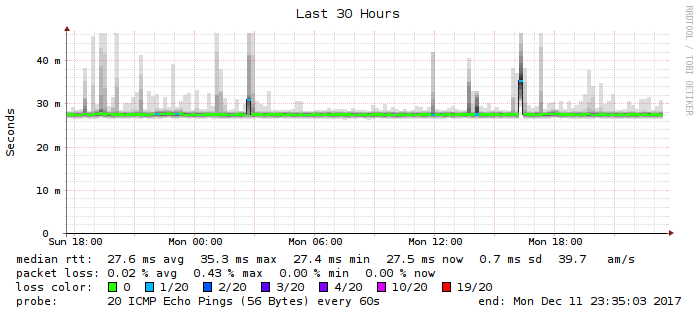 Last 30 Hours
RRDTOOL / TOBI OETIKER
Seconds
40 m
30 m
20 m
10 m
0
Sun 18:00 Mon 00:00 Mon 06:00 Mon 12:00 Mon 18:00
median rtt: 27.6 ms avg 35.3 ms max 27.4 ms min 27.5 ms now 0.7 ms sd 39.7 am/s
packet loss: 0.02 % avg 0.43 % max 0.00 % min 0.00 % now
loss color: 0 1/20 2/20 3/20 4/20 10/20 19/20
probe: 20 ICMP Echo Pings (56 Bytes) every 60s end: Mon Dec 11 23:35:03 2017